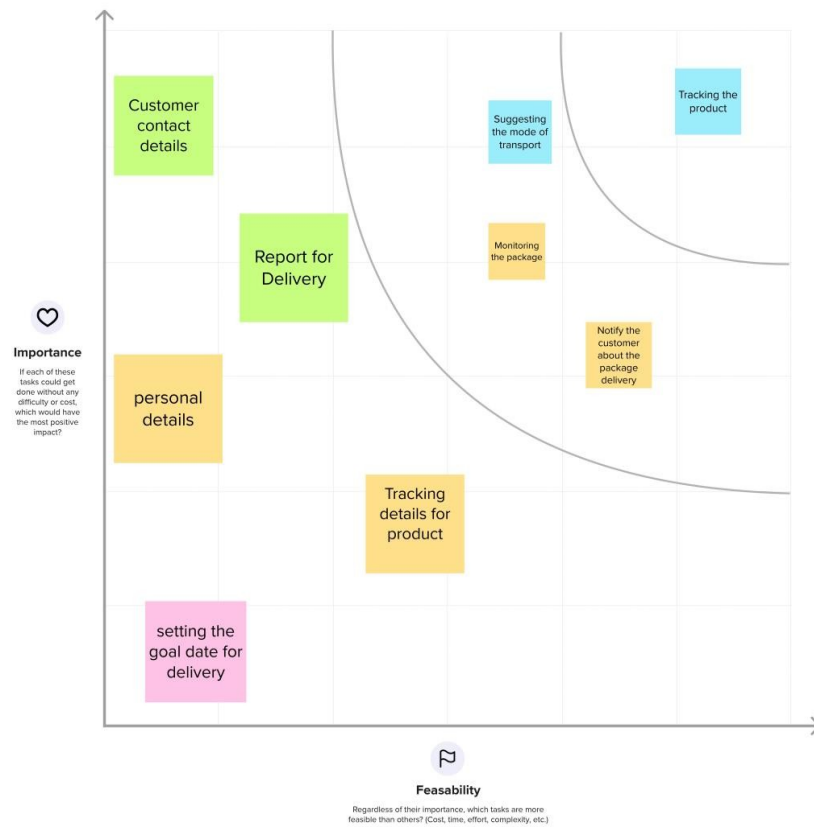 Customer
contact
details
Suggesting
the mode of
transport
Tracking the
product
Report for
Delivery
Monitoring
the package
Notify the
customer
about the
package
delivery
personal
details
Tracking
details for
product
setting the
goal date for
delivery
Importance
If each of these
tasks could get
done without any
difficulty or cost,
which would have
the most positive
impact?
Feasability
Regardless of their importance, which tasks are more
feasible than others? (Cost, time, effort, complexity, etc.)